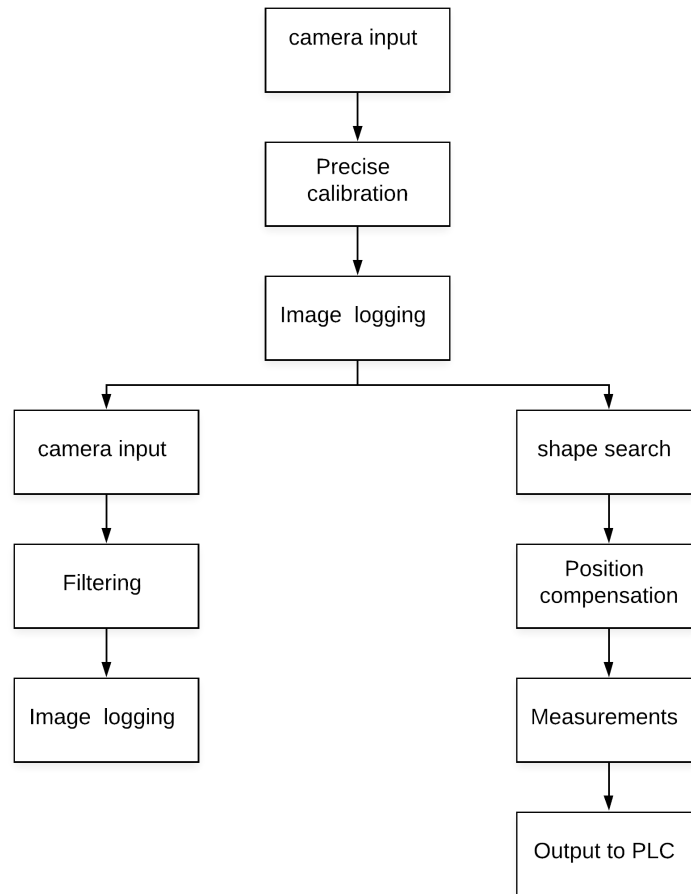 camera input
Precise
calibration
Image logging
camera input
shape search
Filtering
Position
compensation
Image logging
Measurements
Output to PLC